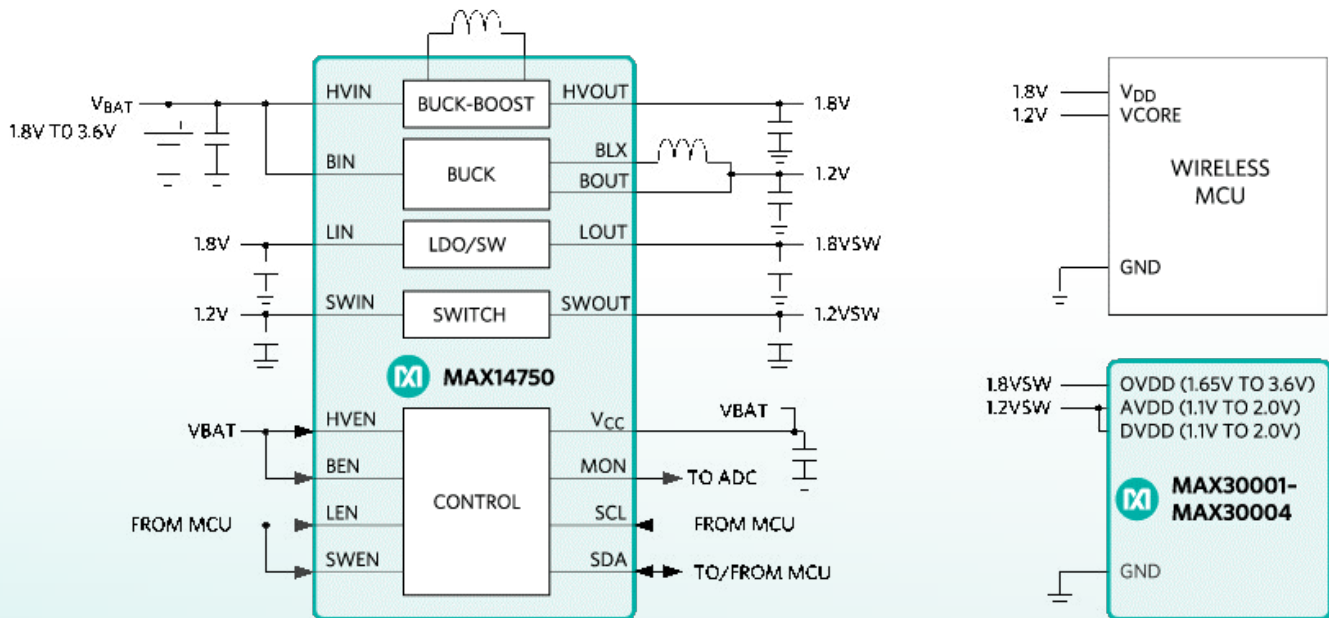 HVIN
BUCK-BOOST
HVOUT
VBAT
1.8V
1.8V TO 3.6V
BIN
BUCK
BLX
BOUT
1.2V
1.8V
LIN
LDO/SW
LOUT
1.8VSW
1.2V
SWIN
SWITCH
SWOUT
1.2VSW
MAX14750
VBAT
HVEN
VCC
VBAT
BEN
MON
TO ADC
CONTROL
FROM MCU
LEN
SCL
FROM MCU
SWEN
SDA
TO/FROM MCU
1.8V
VDD
1.2V
VCORE
WIRELESS
MCU
GND
1.8VSW
OVDD (1.65V TO 3.6V)
1.2VSW
AVDD (1.1V TO 2.0V)
DVDD (1.1V TO 2.0V)
MAX30001-
MAX30004
GND